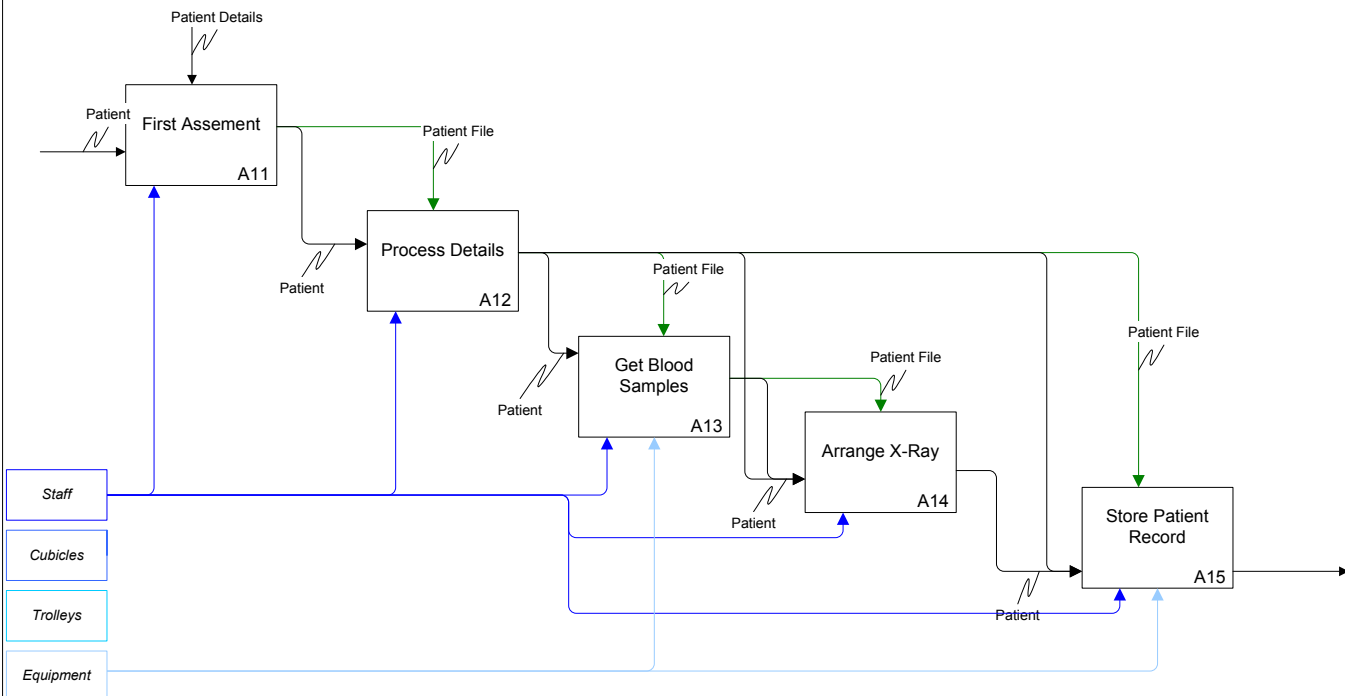 Patient Details
Patient
First Assement
A11
Patient File
Process Details
A12
Patient
Patient File
Get Blood
Samples
A13
Patient
Patient File
Arrange X-Ray
A14
Patient
Patient File
Store Patient
Record
A15
Patient
Staff
Cubicles
Trolleys
Equipment